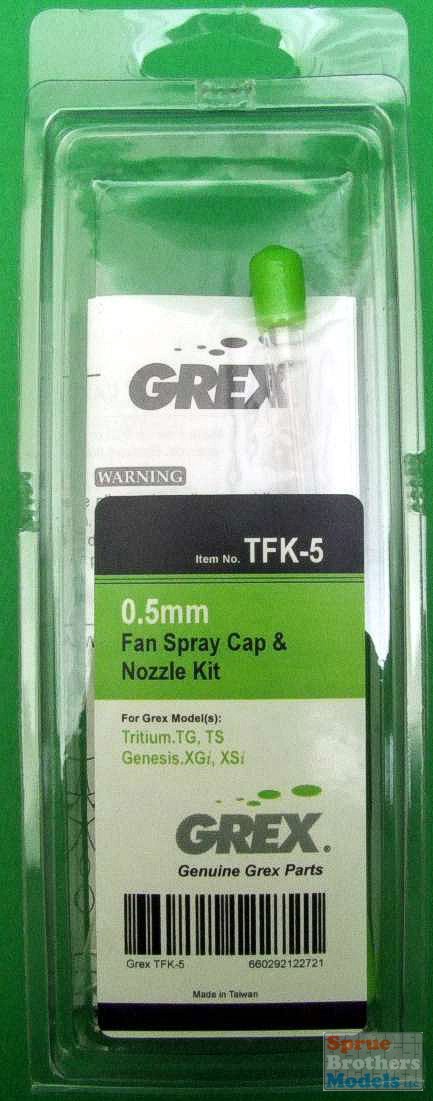 GREX
WARNING
Item No. TFK-5
0.5mm
Fan Spray Cap &
Nozzle Kit
For Grex Model(s):
Tritium.TG, TS
Genesis.XGi, XSi
GREX®
Genuine Grex Parts
Grex TFK-5 660292122721
Made in Taiwan
Sprue
Brothers
Models LLC